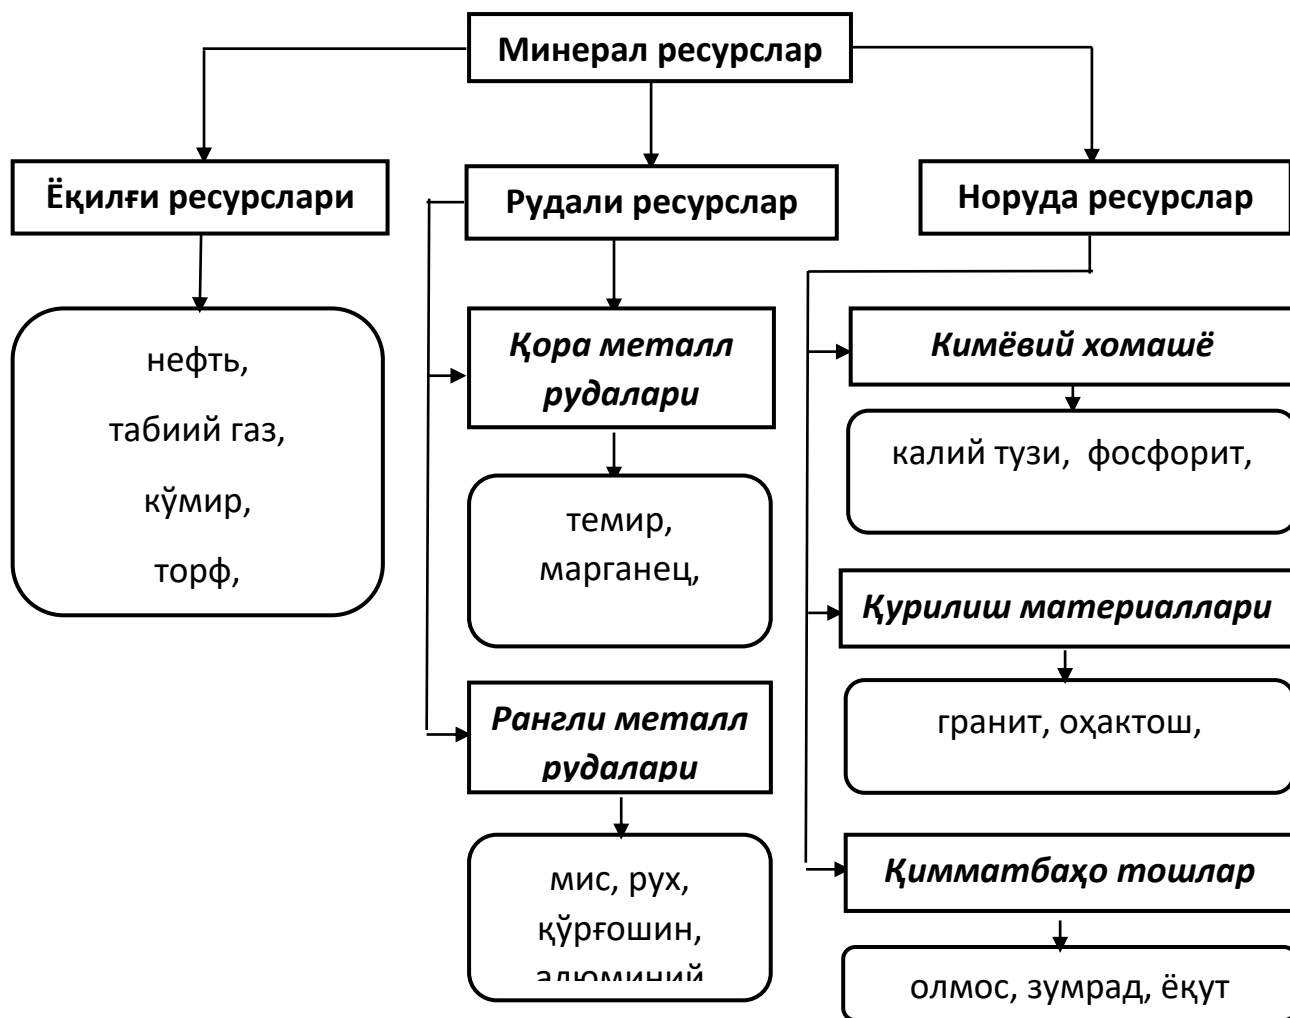 Минерал ресурслар
Ёқилғи ресурслари
Рудали ресурслар
Норуда ресурслар
нефть,
табиий газ,
кўмир,
торф,
Қора металл
рудалари
темир,
марганец,
Рангли металл
рудалари
мис, рух,
қўрғошин,
алюминий
Кимёвий хомашё
калий тузи, фосфорит,
Қурилиш материаллари
гранит, оҳактош,
Қимматбаҳо тошлар
олмос, зумрад, ёқут